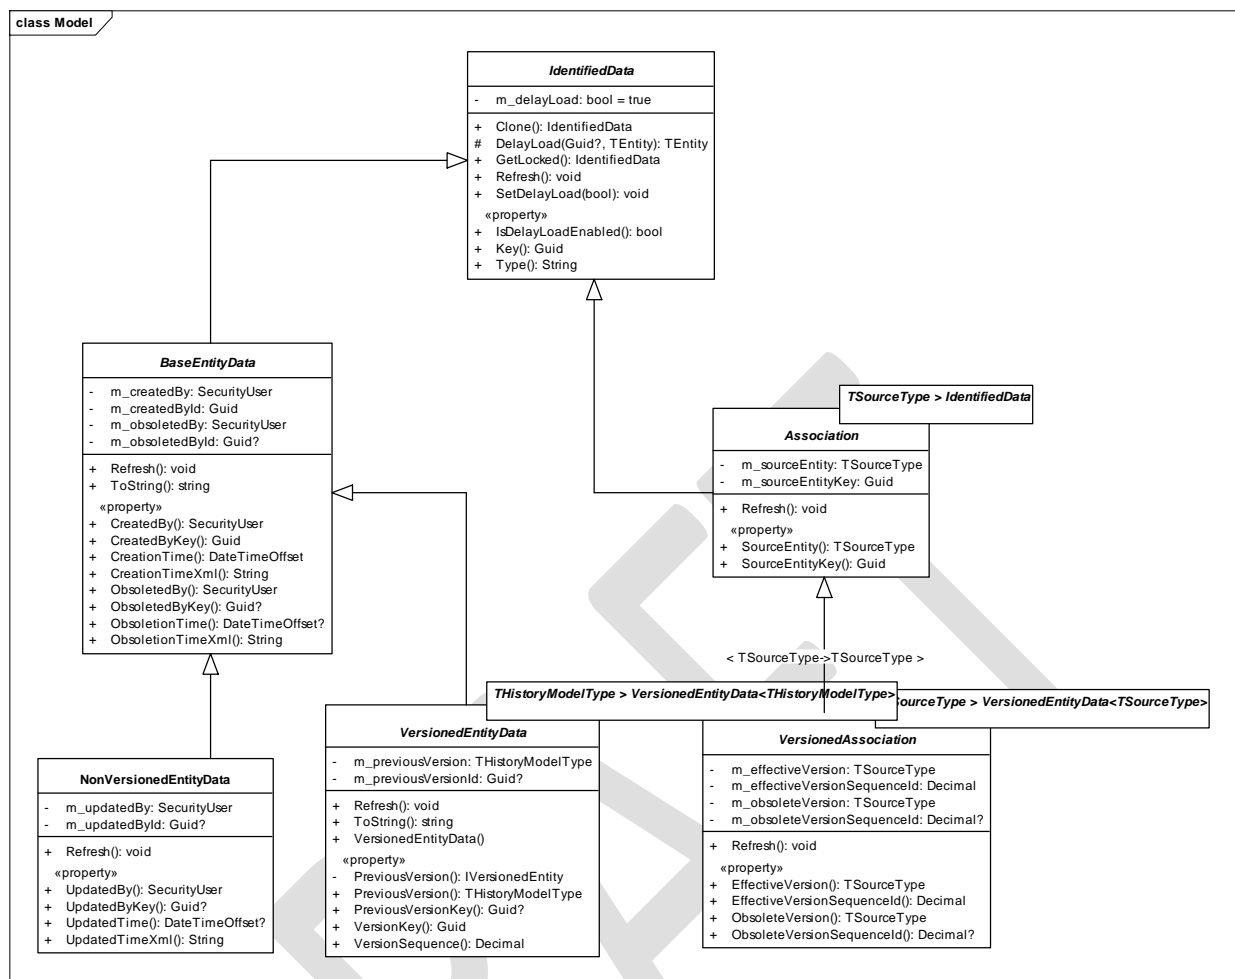 class Model
IdentifiedData
- m_delayLoad: bool = true
+ Clone(): IdentifiedData
# DelayLoad(Guid?, TEntity): TEntity
+ GetLocked(): IdentifiedData
+ Refresh(): void
+ SetDelayLoad(bool): void
«property»
+ IsDelayLoadEnabled(): bool
+ Key(): Guid
+ Type(): String
BaseEntityData
- m_createdBy: SecurityUser
- m_createdById: Guid
- m_obsoletedBy: SecurityUser
- m_obsoletedById: Guid?
+ Refresh(): void
+ ToString(): string
«property»
+ CreatedBy(): SecurityUser
+ CreatedByKey(): Guid
+ CreationTime(): DateTimeOffset
+ CreationTimeXml(): String
+ ObsoletedBy(): SecurityUser
+ ObsoletedByKey(): Guid?
+ ObsoletionTime(): DateTimeOffset?
+ ObsoletionTimeXml(): String
TSourceType > IdentifiedData
Association
- m_sourceEntity: TSourceType
- m_sourceEntityKey: Guid
+ Refresh(): void
«property»
+ SourceEntity(): TSourceType
+ SourceEntityKey(): Guid
< TSourceType->TSourceType >
NonVersionedEntityData
- m_updatedBy: SecurityUser
- m_updatedById: Guid?
+ Refresh(): void
«property»
+ UpdatedBy(): SecurityUser
+ UpdatedByKey(): Guid?
+ UpdatedTime(): DateTimeOffset?
+ UpdatedTimeXml(): String
THistoryModelType > VersionedEntityData<THistoryModelType>
VersionedEntityData
- m_previousVersion: THistoryModelType
- m_previousVersionId: Guid?
+ Refresh(): void
+ ToString(): string
+ VersionedEntityData()
«property»
- PreviousVersion(): IVersionedEntity
+ PreviousVersion(): THistoryModelType
+ PreviousVersionKey(): Guid?
+ VersionKey(): Guid
+ VersionSequence(): Decimal
ourceType > VersionedEntityData<TSourceType>
VersionedAssociation
- m_effectiveVersion: TSourceType
- m_effectiveVersionSequenceId: Decimal
- m_obsoleteVersion: TSourceType
- m_obsoleteVersionSequenceId: Decimal?
+ Refresh(): void
«property»
+ EffectiveVersion(): TSourceType
+ EffectiveVersionSequenceId(): Decimal
+ ObsoleteVersion(): TSourceType
+ ObsoleteVersionSequenceId(): Decimal?